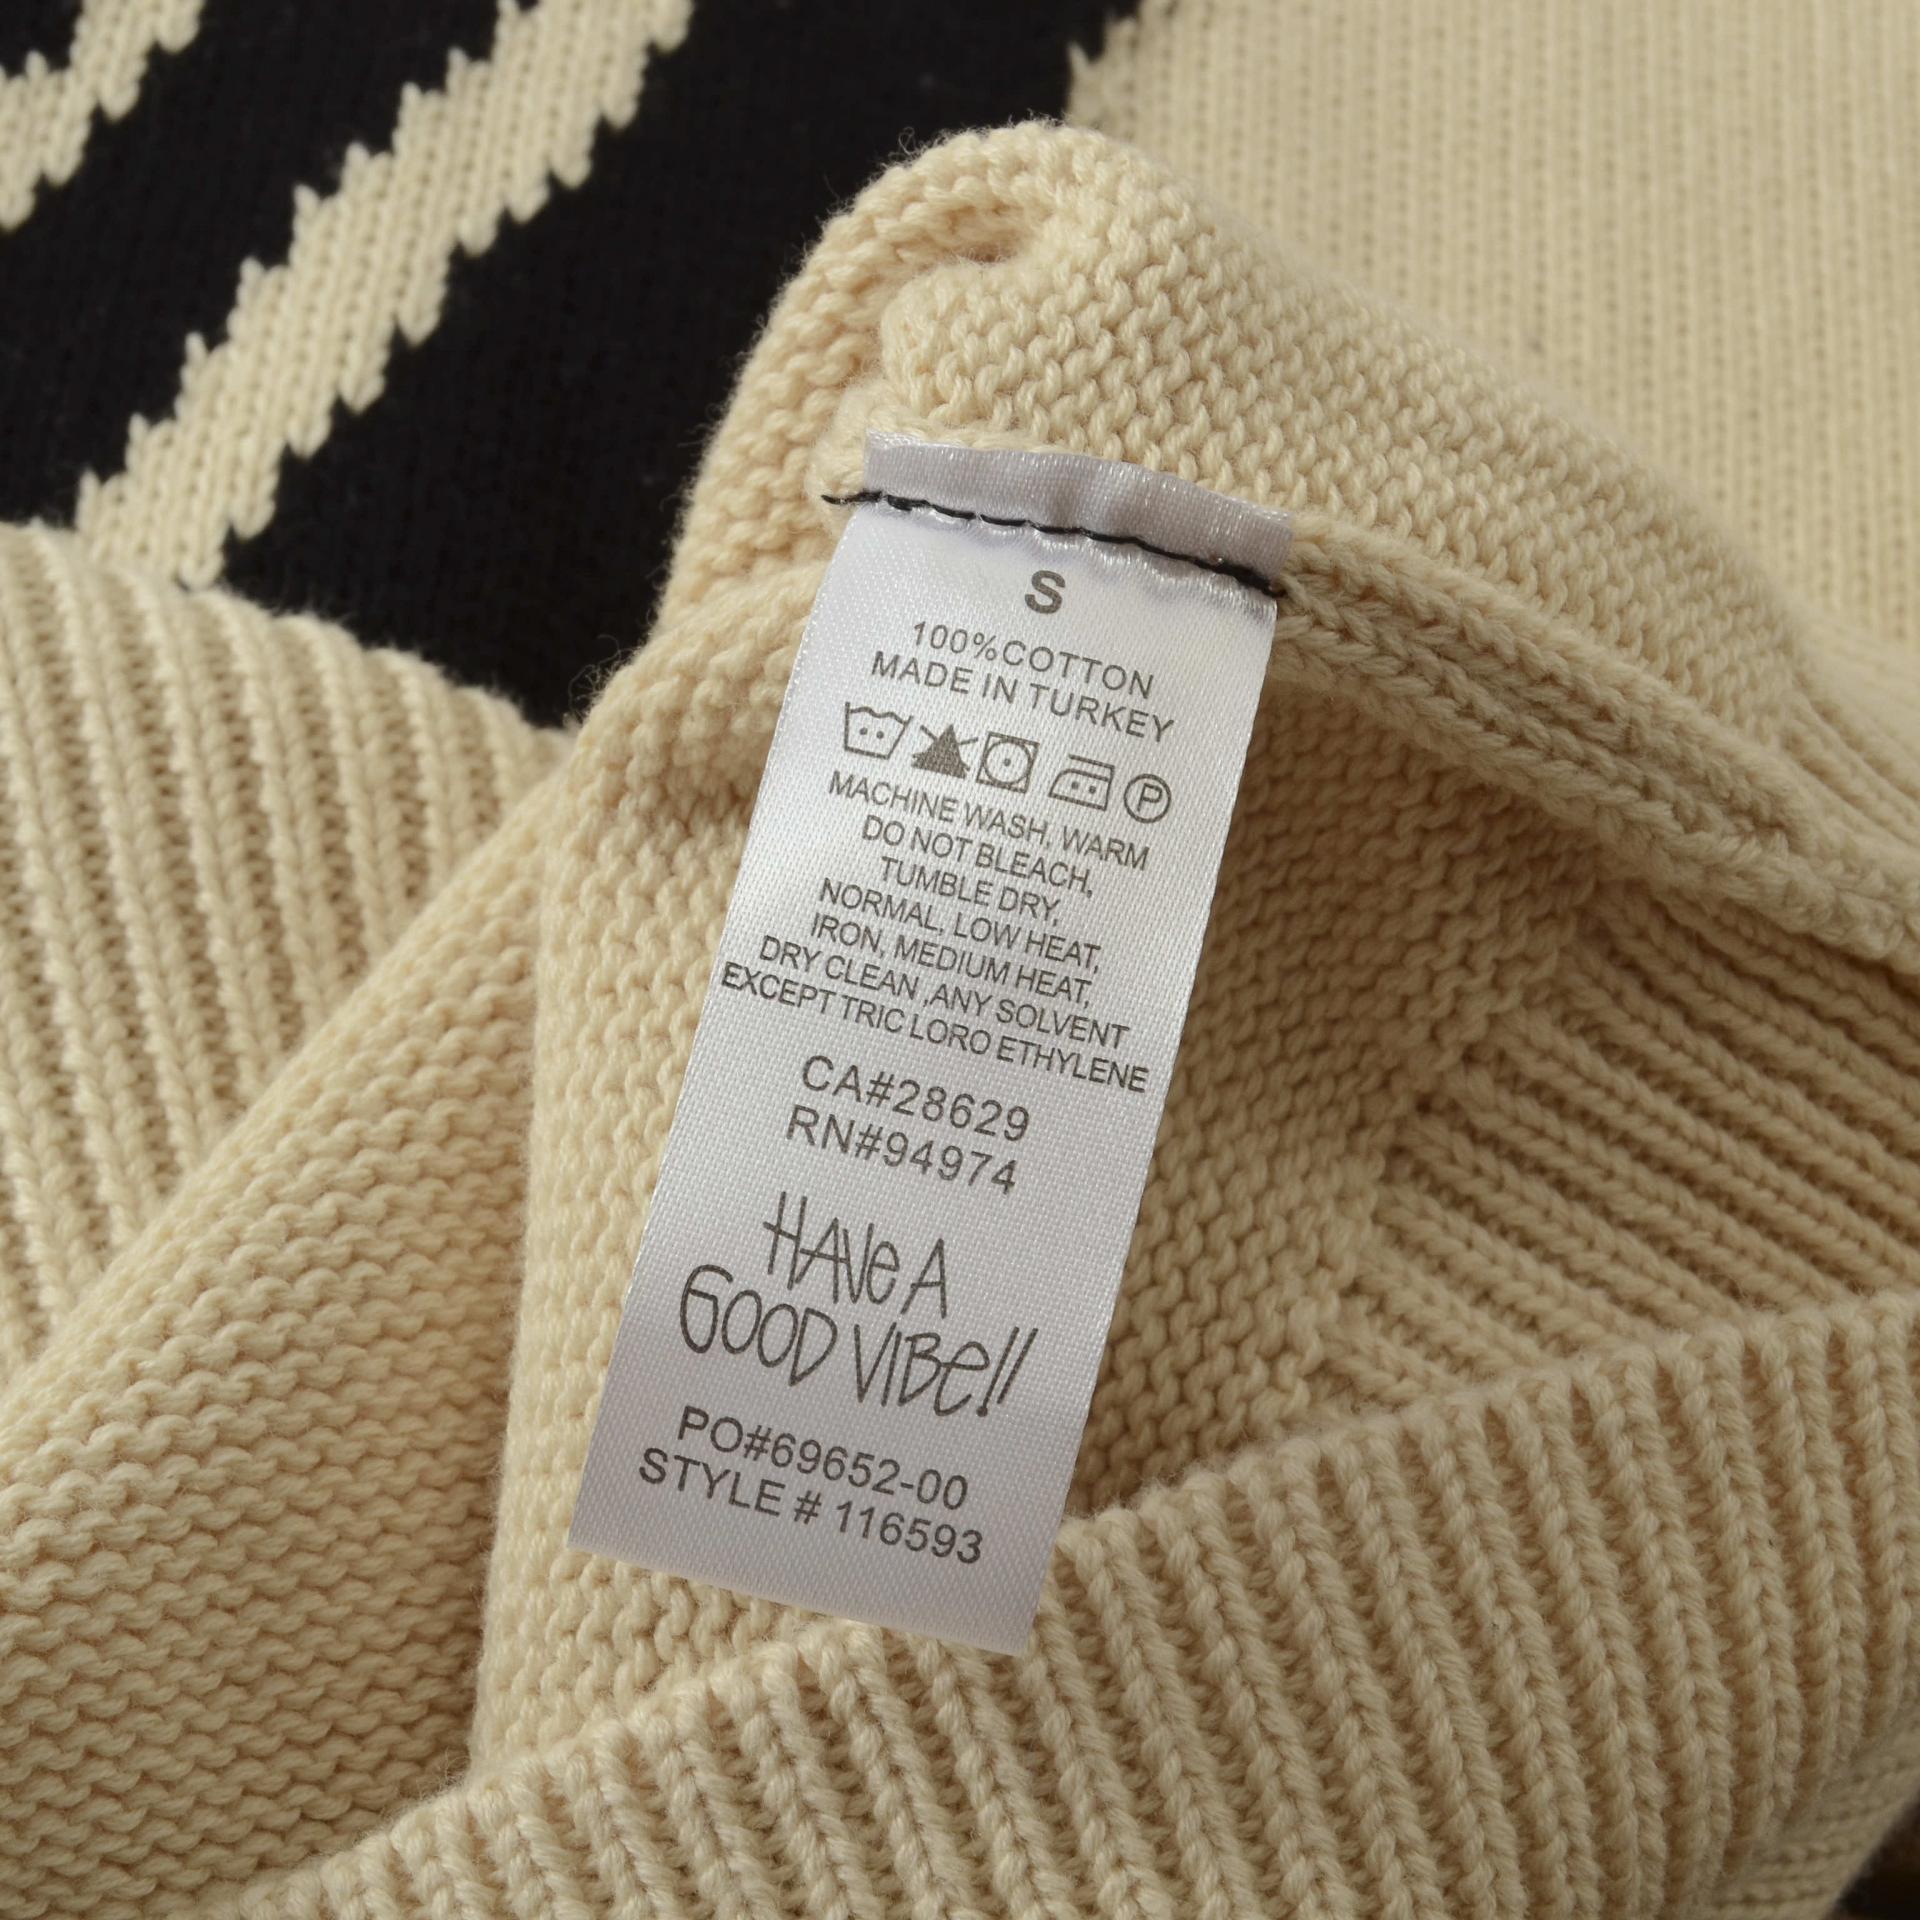 S
100%COTTON
MADE IN TURKEY
P
MACHINE WASH, WARM
DO NOT BLEACH,
TUMBLE DRY,
NORMAL, LOW HEAT,
IRON, MEDIUM HEAT,
DRY CLEAN ,ANY SOLVENT
EXCEPT TRIC LORO ETHYLENE
CA#28629
RN#94974
HAVe A
GOOD VIBe!!
PO#69652-00
STYLE # 116593